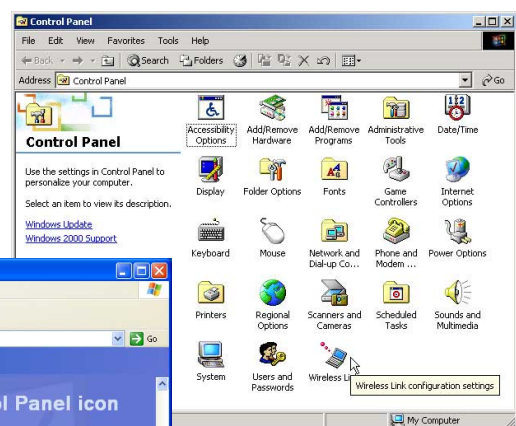 Control Panel
File Edit View Favorites Tools Help
Back Search Folders
Address Control Panel Go
Control Panel
Use the settings in Control Panel to
personalize your computer.
Select an item to view its description.
Windows Update
Windows 2000 Support
Accessibility
Options
Add/Remove
Hardware
Add/Remove
Programs
Administrative
Tools
Date/Time
Display
Folder Options
Fonts
Game
Controllers
Internet
Options
Keyboard
Mouse
Network and
Dial-up Co...
Phone and
Modem ...
Power Options
Printers
Regional
Options
Scanners and
Cameras
Scheduled
Tasks
Sounds and
Multimedia
System
Users and
Passwords
Wireless Li
Wireless Link configuration settings
My Computer
Go
ol Panel icon